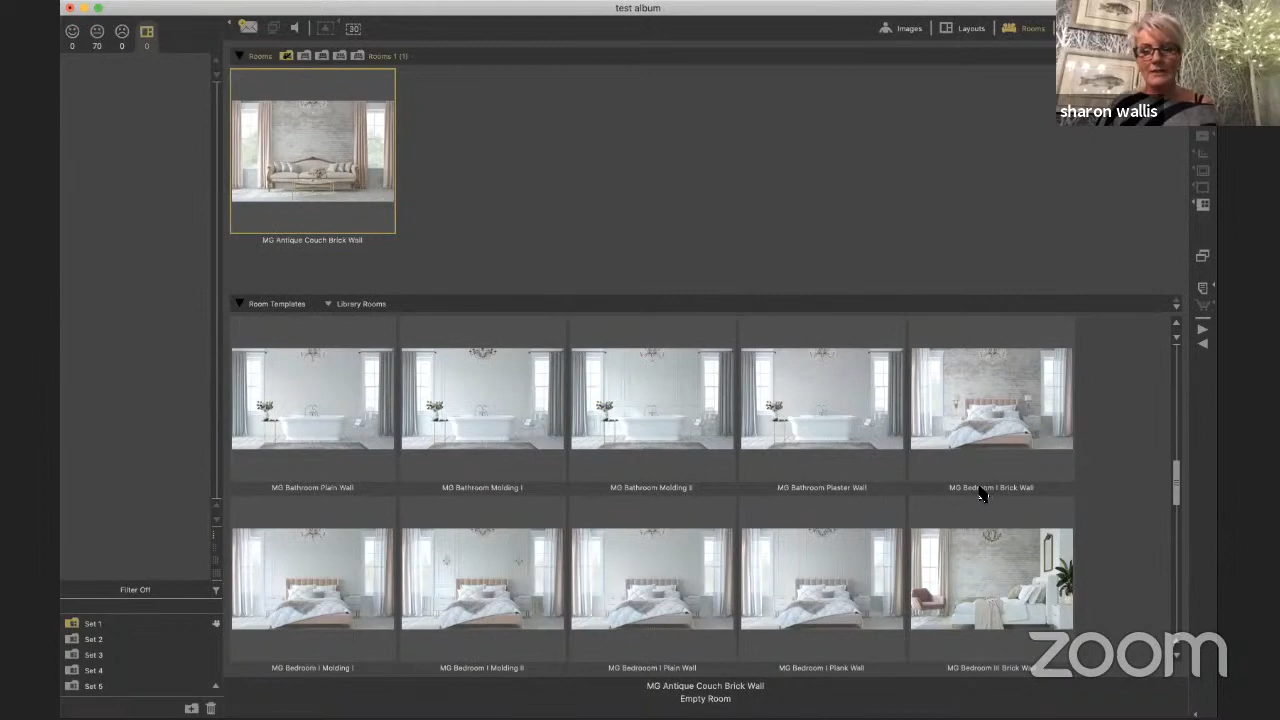 test album
0
70
0
0
30
Images
Layouts
Rooms
sharon wallis
Rooms
Rooms 1 (1)
MG Antique Couch Brick Wall
Room Templates
Library Rooms
MG Bathroom Plain Wall
MG Bathroom Molding I
MG Bathroom Molding II
MG Bathroom Plaster Wall
MG Bedroom I Brick Wall
MG Bedroom I Molding I
MG Bedroom I Molding II
MG Bedroom I Plain Wall
MG Bedroom I Plank Wall
MG Bedroom III Brick Wall
Filter Off
Set 1
Set 2
Set 3
Set 4
Set 5
MG Antique Couch Brick Wall
Empty Room
zoom